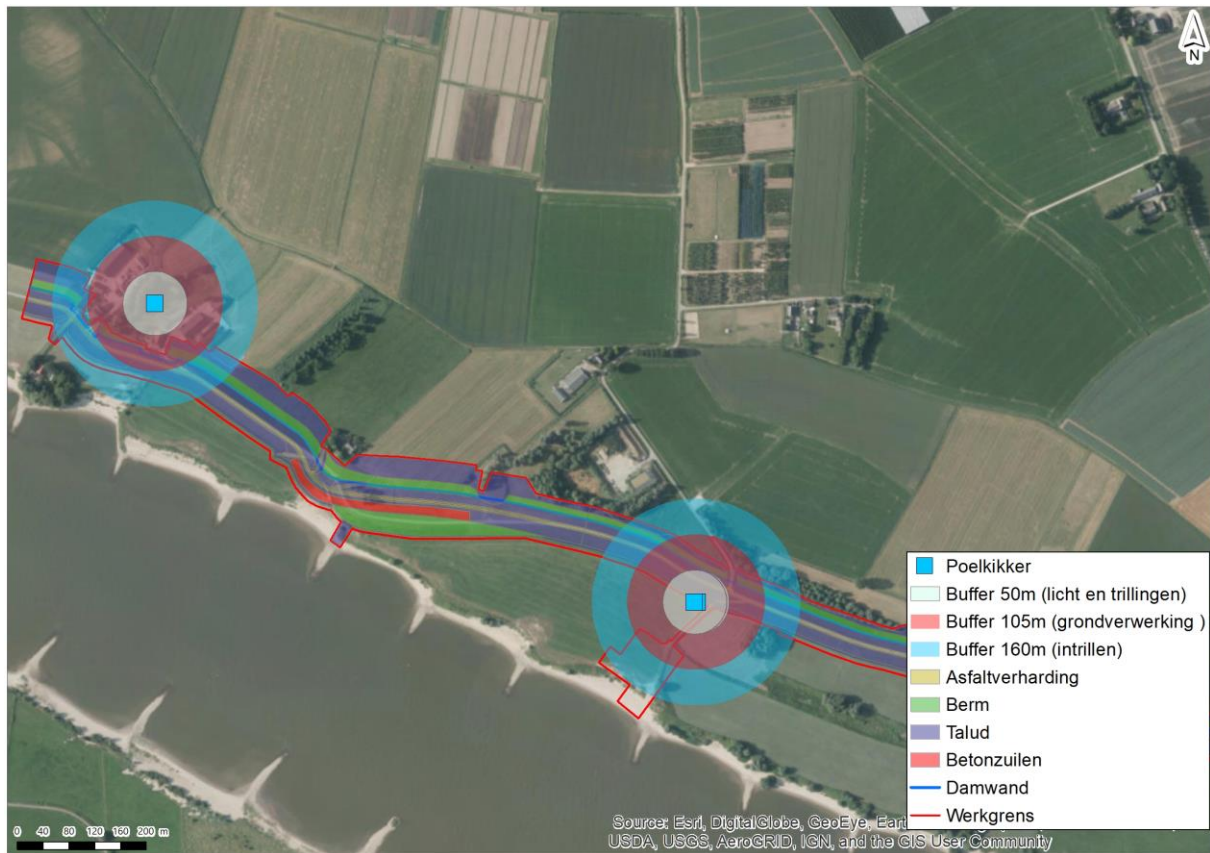 N
Poelkikker
Buffer 50m (licht en trillingen)
Buffer 105m (grondverwerking )
Buffer 160m (intrillen)
Asfaltverharding
Berm
Talud
Betonzuilen
Damwand
Werkgrens
0 40 80 120 160 200 m
Source: Esri, DigitalGlobe, GeoEye,
USDA, USGS, AeroGRID, IGN, and the GIS User Community